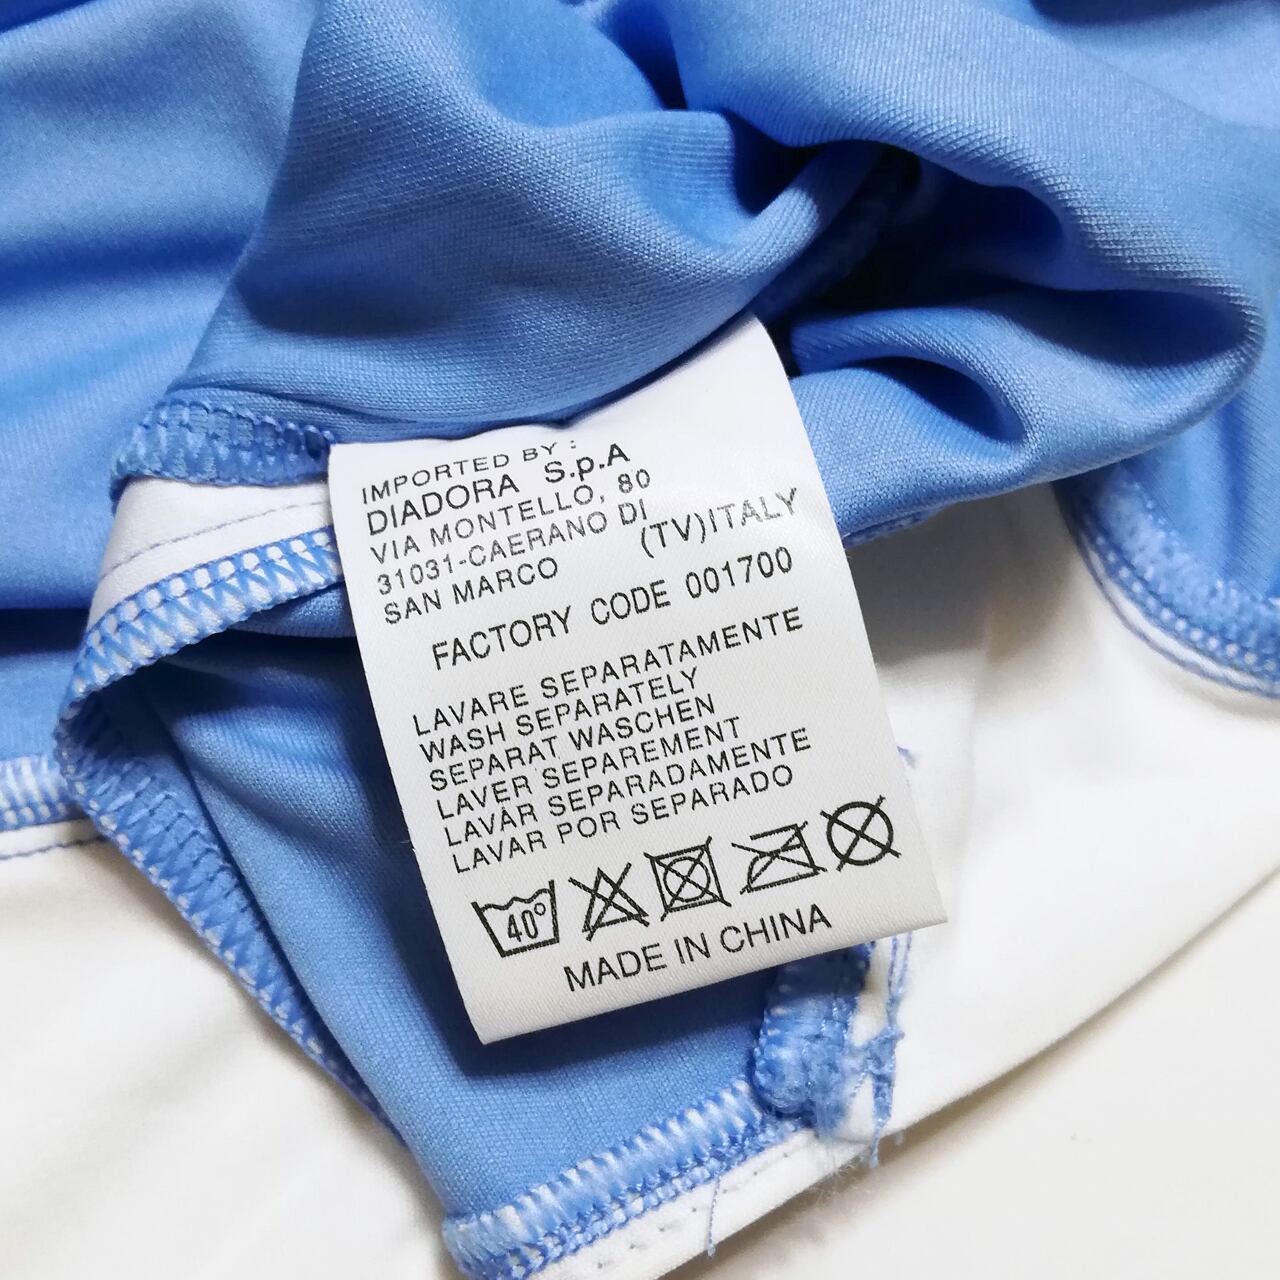 IMPORTED BY :
DIADORA S.p.A
VIA MONTELLO, 80
31031-CAERANO DI
SAN MARCO (TV)ITALY
FACTORY CODE 001700
LAVARE SEPARATAMENTE
WASH SEPARATELY
SEPARAT WASCHEN
LAVER SEPAREMENT
LAVAR SEPARADAMENTE
LAVAR POR SEPARADO
40°
MADE IN CHINA